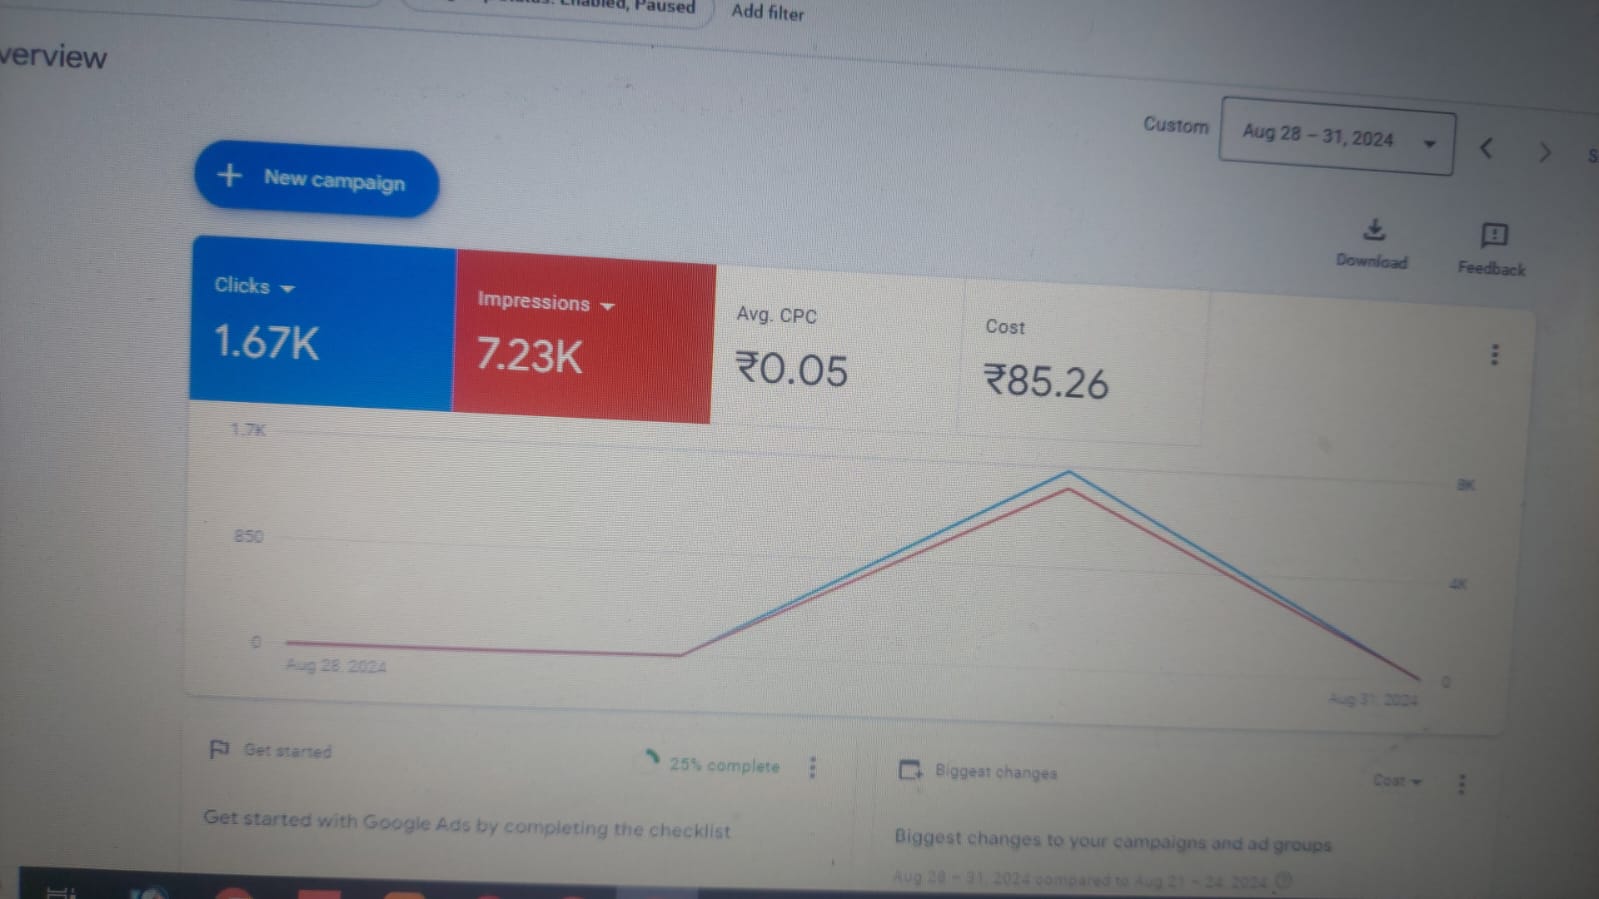 Enabled, Paused
Add filter
verview
Custom
Aug 28 – 31, 2024
New campaign
Download
Feedback
Clicks
1.67K
Impressions
7.23K
Avg. CPC
₹0.05
Cost
₹85.26
1.7K
8K
850
4K
0
0
Aug 28, 2024
Aug 31, 2024
Get started
25% complete
Biggest changes
Cost
Get started with Google Ads by completing the checklist
Biggest changes to your campaigns and ad groups
Aug 28 – 31, 2024 compared to Aug 21 – 24, 2024